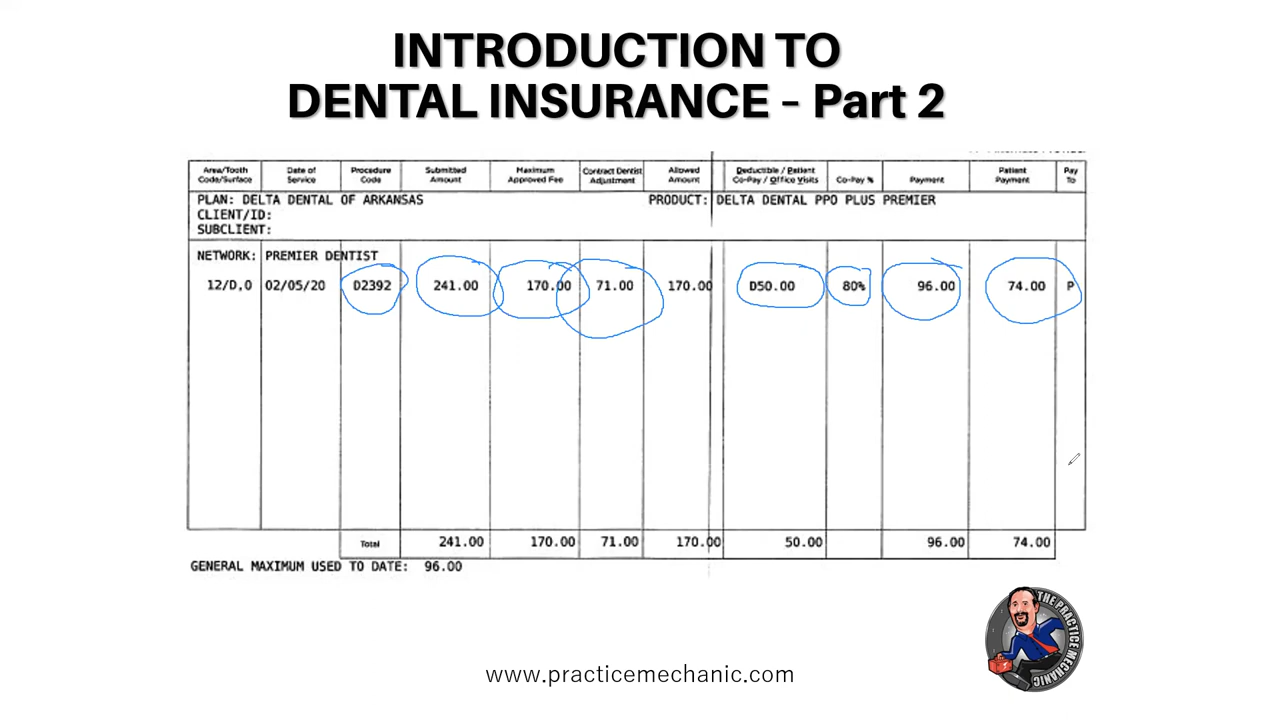 INTRODUCTION TO
DENTAL INSURANCE – Part 2
Area/Tooth Code/Surface Date of Service Procedure Code Submitted Amount Maximum Approved Fee Contract Dentist Adjustment Allowed Amount Deductible / Patient Co-Pay / Office Visits Co-Pay % Payment Patient Payment Pay To
PLAN: DELTA DENTAL OF ARKANSAS PRODUCT: DELTA DENTAL PPO PLUS PREMIER
CLIENT/ID:
SUBCLIENT:
NETWORK: PREMIER DENTIST
12/D,O 02/05/20 D2392 241.00 170.00 71.00 170.00 D50.00 80% 96.00 74.00 P
Total 241.00 170.00 71.00 170.00 50.00 96.00 74.00
GENERAL MAXIMUM USED TO DATE: 96.00
THE PRACTICE MECHANIC
www.practicemechanic.com